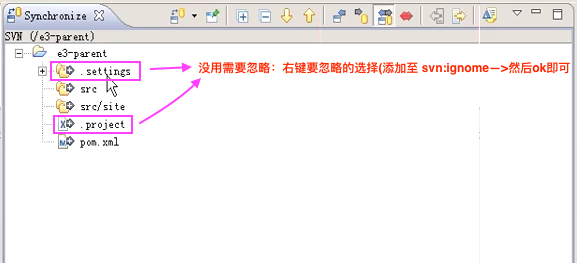 Synchronize
SVN (/e3-parent)
e3-parent
.settings
没用需要忽略：右键要忽略的选择(添加至 svn:ignome—>然后ok即可
src
src/site
.project
pom.xml